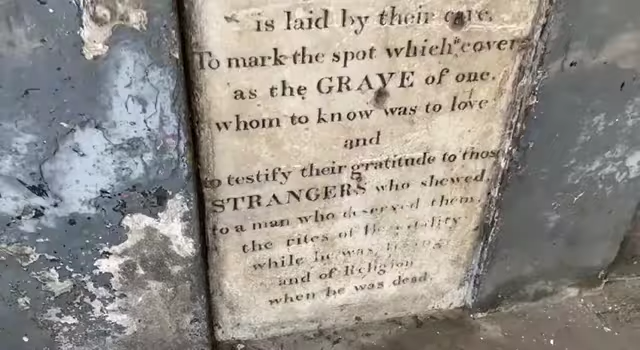 is laid by their care,
To mark the spot which covers
as the GRAVE of one,
whom to know was to love
and
to testify their gratitude to those
STRANGERS who shewed,
to a man who deserved them,
the rites of Hospitality
while he was living
and of Religion
when he was dead.